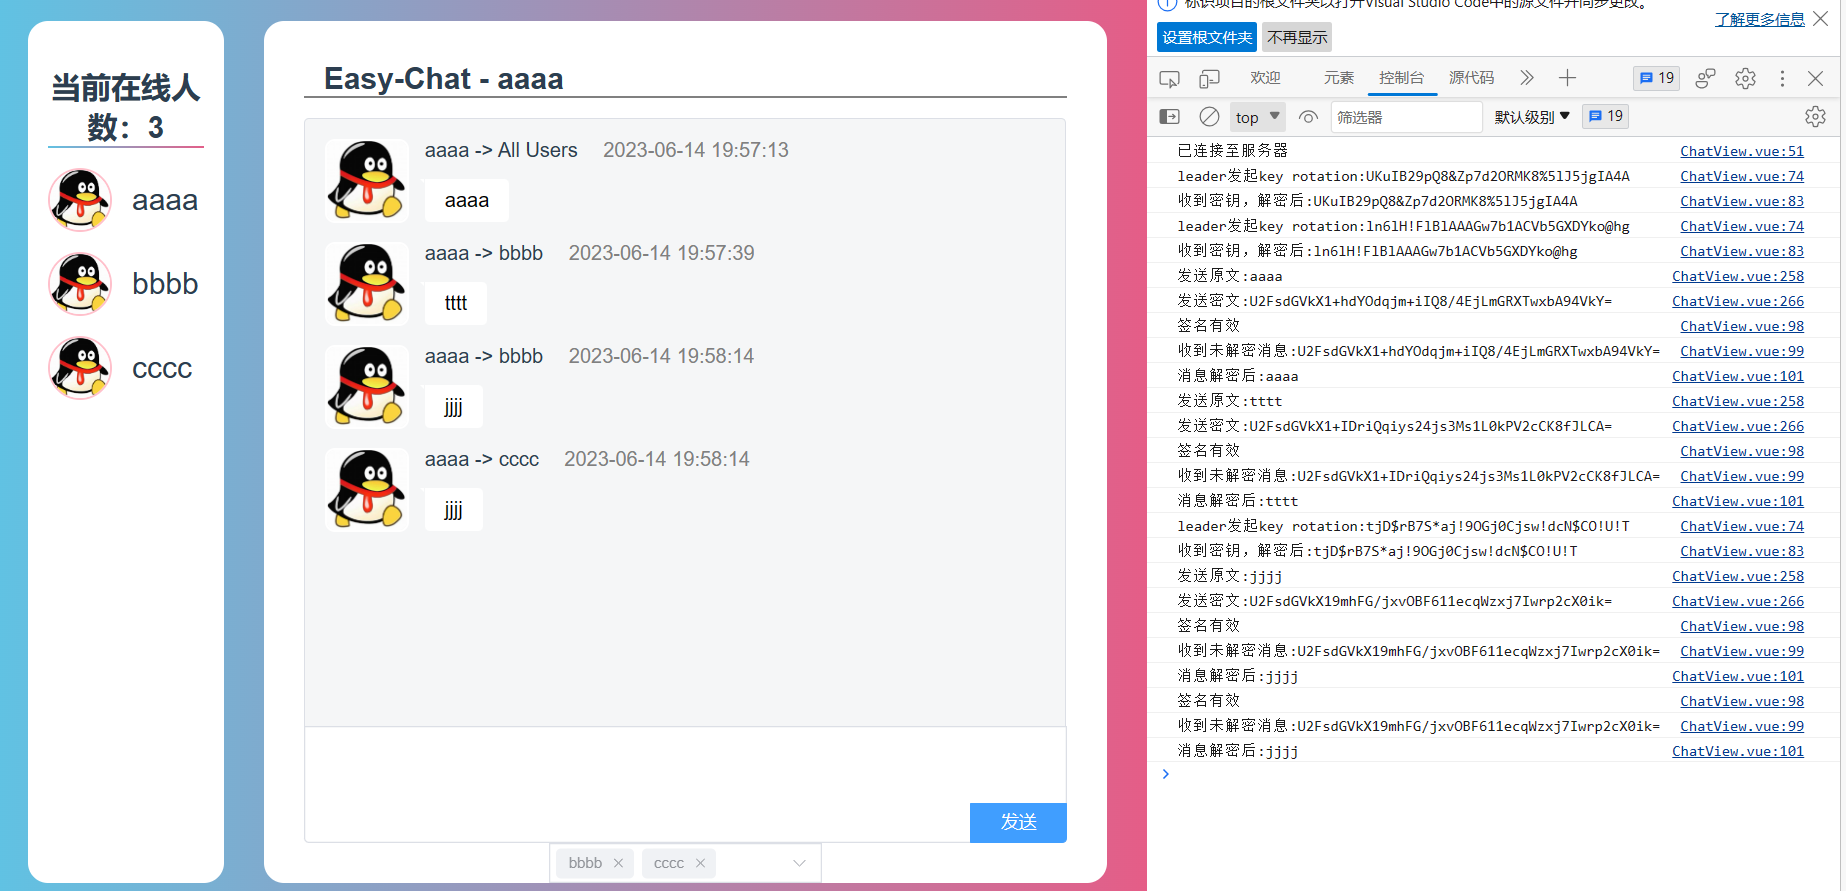 当前在线人
数：3
aaaa
bbbb
cccc
Easy-Chat - aaaa
aaaa -> All Users 2023-06-14 19:57:13
aaaa
aaaa -> bbbb 2023-06-14 19:57:39
tttt
aaaa -> bbbb 2023-06-14 19:58:14
jjjj
aaaa -> cccc 2023-06-14 19:58:14
jjjj
发送
bbbb cccc
标识项目的根文件夹以打开Visual Studio Code中的源文件并同步更改。
了解更多信息
设置根文件夹 不再显示
欢迎 元素 控制台 源代码 19
top 筛选器 默认级别 19
已连接至服务器 ChatView.vue:51
leader发起key rotation:UKuIB29pQ8&Zp7d2ORMK8%5lJ5jgIA4A ChatView.vue:74
收到密钥，解密后:UKuIB29pQ8&Zp7d2ORMK8%5lJ5jgIA4A ChatView.vue:83
leader发起key rotation:ln6lH!FlBlAAAGw7b1ACVb5GXDYko@hg ChatView.vue:74
收到密钥，解密后:ln6lH!FlBlAAAGw7b1ACVb5GXDYko@hg ChatView.vue:83
发送原文:aaaa ChatView.vue:258
发送密文:U2FsdGVkX1+hdYOdqjm+iIQ8/4EjLmGRXTwxbA94VkY= ChatView.vue:266
签名有效 ChatView.vue:98
收到未解密消息:U2FsdGVkX1+hdYOdqjm+iIQ8/4EjLmGRXTwxbA94VkY= ChatView.vue:99
消息解密后:aaaa ChatView.vue:101
发送原文:tttt ChatView.vue:258
发送密文:U2FsdGVkX1+IDriQqiys24js3Ms1L0kPV2cCK8fJLCA= ChatView.vue:266
签名有效 ChatView.vue:98
收到未解密消息:U2FsdGVkX1+IDriQqiys24js3Ms1L0kPV2cCK8fJLCA= ChatView.vue:99
消息解密后:tttt ChatView.vue:101
leader发起key rotation:tjD$rB7S*aj!9OGj0Cjsw!dcN$CO!U!T ChatView.vue:74
收到密钥，解密后:tjD$rB7S*aj!9OGj0Cjsw!dcN$CO!U!T ChatView.vue:83
发送原文:jjjj ChatView.vue:258
发送密文:U2FsdGVkX19mhFG/jxvOBF611ecqWzxj7Iwrp2cX0ik= ChatView.vue:266
签名有效 ChatView.vue:98
收到未解密消息:U2FsdGVkX19mhFG/jxvOBF611ecqWzxj7Iwrp2cX0ik= ChatView.vue:99
消息解密后:jjjj ChatView.vue:101
签名有效 ChatView.vue:98
收到未解密消息:U2FsdGVkX19mhFG/jxvOBF611ecqWzxj7Iwrp2cX0ik= ChatView.vue:99
消息解密后:jjjj ChatView.vue:101